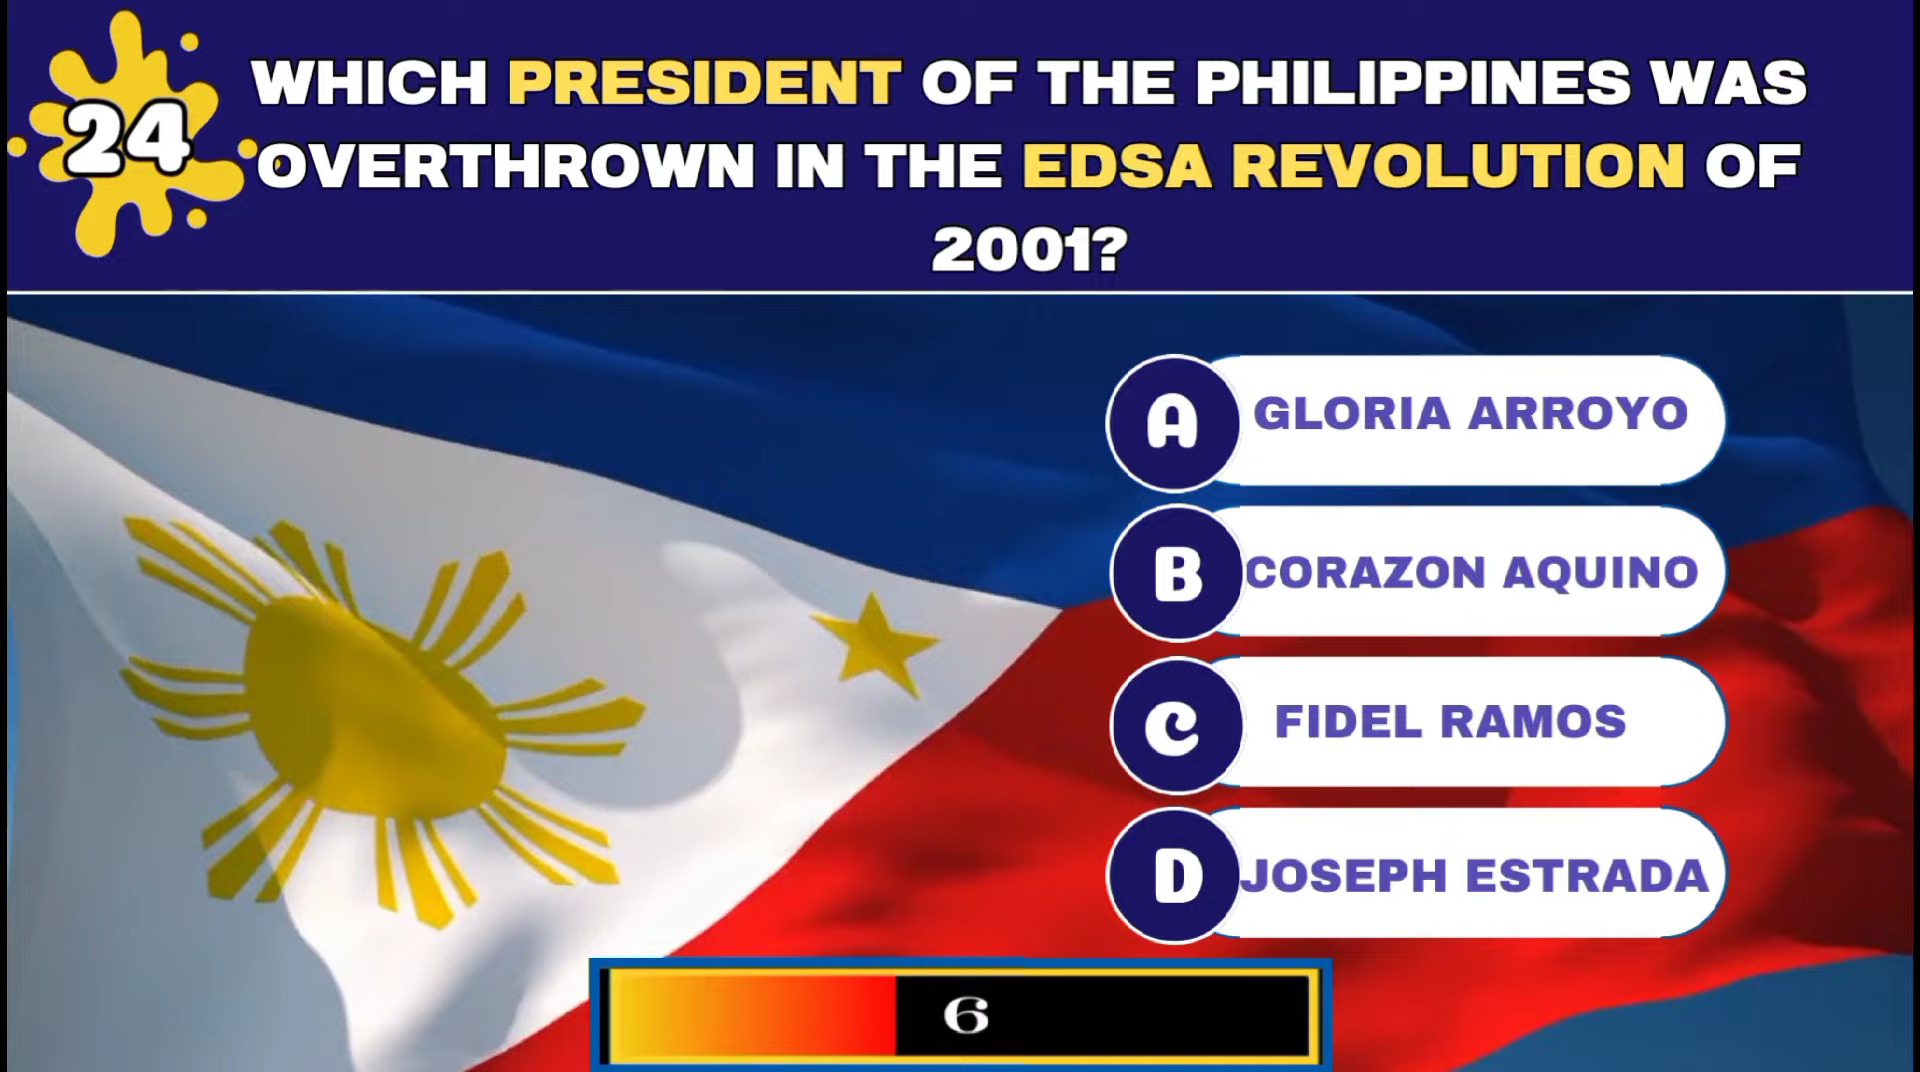 24
WHICH PRESIDENT OF THE PHILIPPINES WAS
OVERTHROWN IN THE EDSA REVOLUTION OF
2001?
A GLORIA ARROYO
B CORAZON AQUINO
C FIDEL RAMOS
D JOSEPH ESTRADA
6